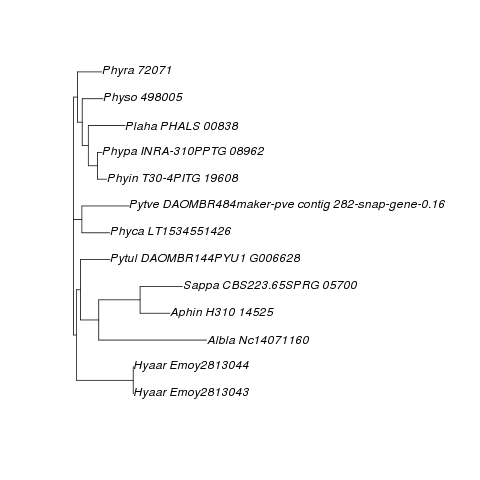 Phyra 72071
Physo 498005
Plaha PHALS 00838
Phypa INRA-310PPTG 08962
Phyin T30-4PITG 19608
Pytve DAOMBR484maker-pve contig 282-snap-gene-0.16
Phyca LT1534551426
Pytul DAOMBR144PYU1 G006628
Sappa CBS223.65SPRG 05700
Aphin H310 14525
Albla Nc14071160
Hyaar Emoy2813044
Hyaar Emoy2813043